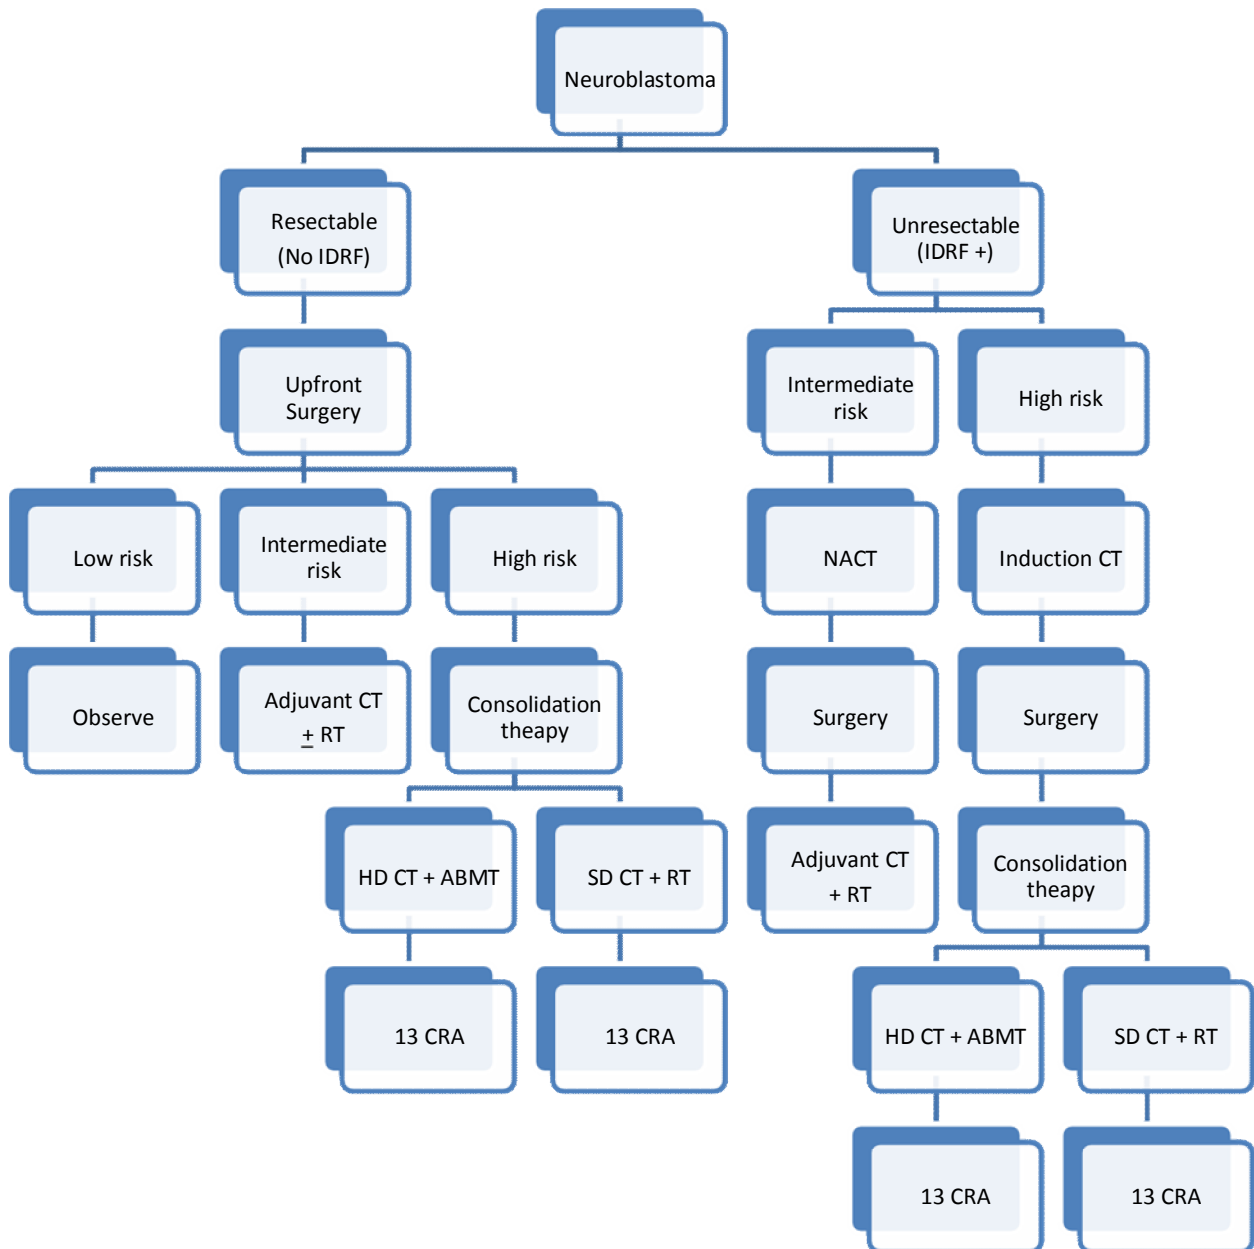 Neuroblastoma
Resectable
(No IDRF)
Unresectable
(IDRF +)
Upfront
Surgery
Intermediate
risk
High risk
Low risk
Intermediate
risk
High risk
NACT
Induction CT
Observe
Adjuvant CT
± RT
Consolidation
theapy
Surgery
Surgery
HD CT + ABMT
SD CT + RT
Adjuvant CT
+ RT
Consolidation
theapy
13 CRA
13 CRA
HD CT + ABMT
SD CT + RT
13 CRA
13 CRA